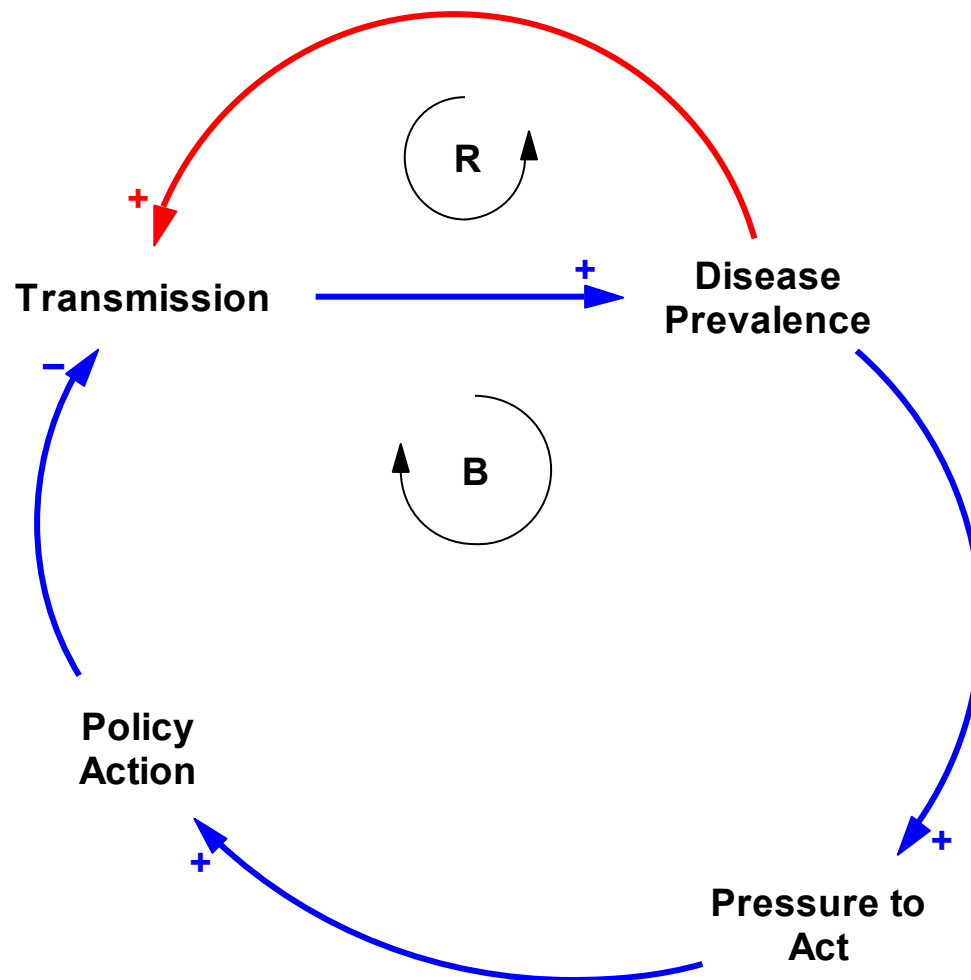 R
+
Transmission
+
Disease
Prevalence
–
B
Policy
Action
+
+
Pressure to
Act